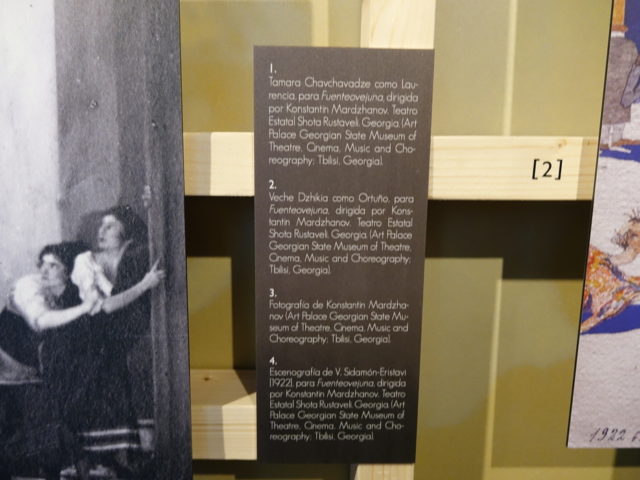 1.
Tamara Chavchavadze como Lau-
rencia, para Fuenteovejuna, dirigida
por Konstantin Mardzhanov. Teatro
Estatal Shota Rustaveli. Georgia. (Art
Palace Georgian State Museum of
Theatre, Cinema, Music and Cho-
reography; Tbilisi, Georgia).
2.
Veche Dzhikia como Ortuño, para
Fuenteovejuna, dirigida por Kons-
tantin Mardzhanov. Teatro Estatal
Shota Rustaveli. Georgia. (Art Palace
Georgian State Museum of Theatre,
Cinema, Music and Choreography;
Tbilisi, Georgia).
3.
Fotografía de Konstantin Mardzha-
nov (Art Palace Georgian State Mu-
seum of Theatre, Cinema, Music and
Choreography; Tbilisi, Georgia).
4.
Escenografía de V. Sidamón-Eristavi
(1922), para Fuenteovejuna, dirigida
por Konstantin Mardzhanov. Teatro
Estatal Shota Rustaveli. Georgia. (Art
Palace Georgian State Museum of
Theatre, Cinema, Music and Cho-
reography; Tbilisi, Georgia).
[2]
1922